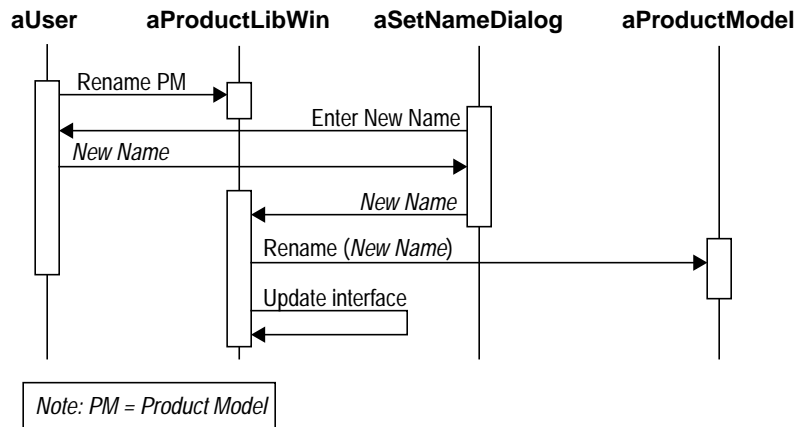 aUser aProductLibWin aSetNameDialog aProductModel
Rename PM
Enter New Name
New Name
New Name
Rename (New Name)
Update interface
Note: PM = Product Model